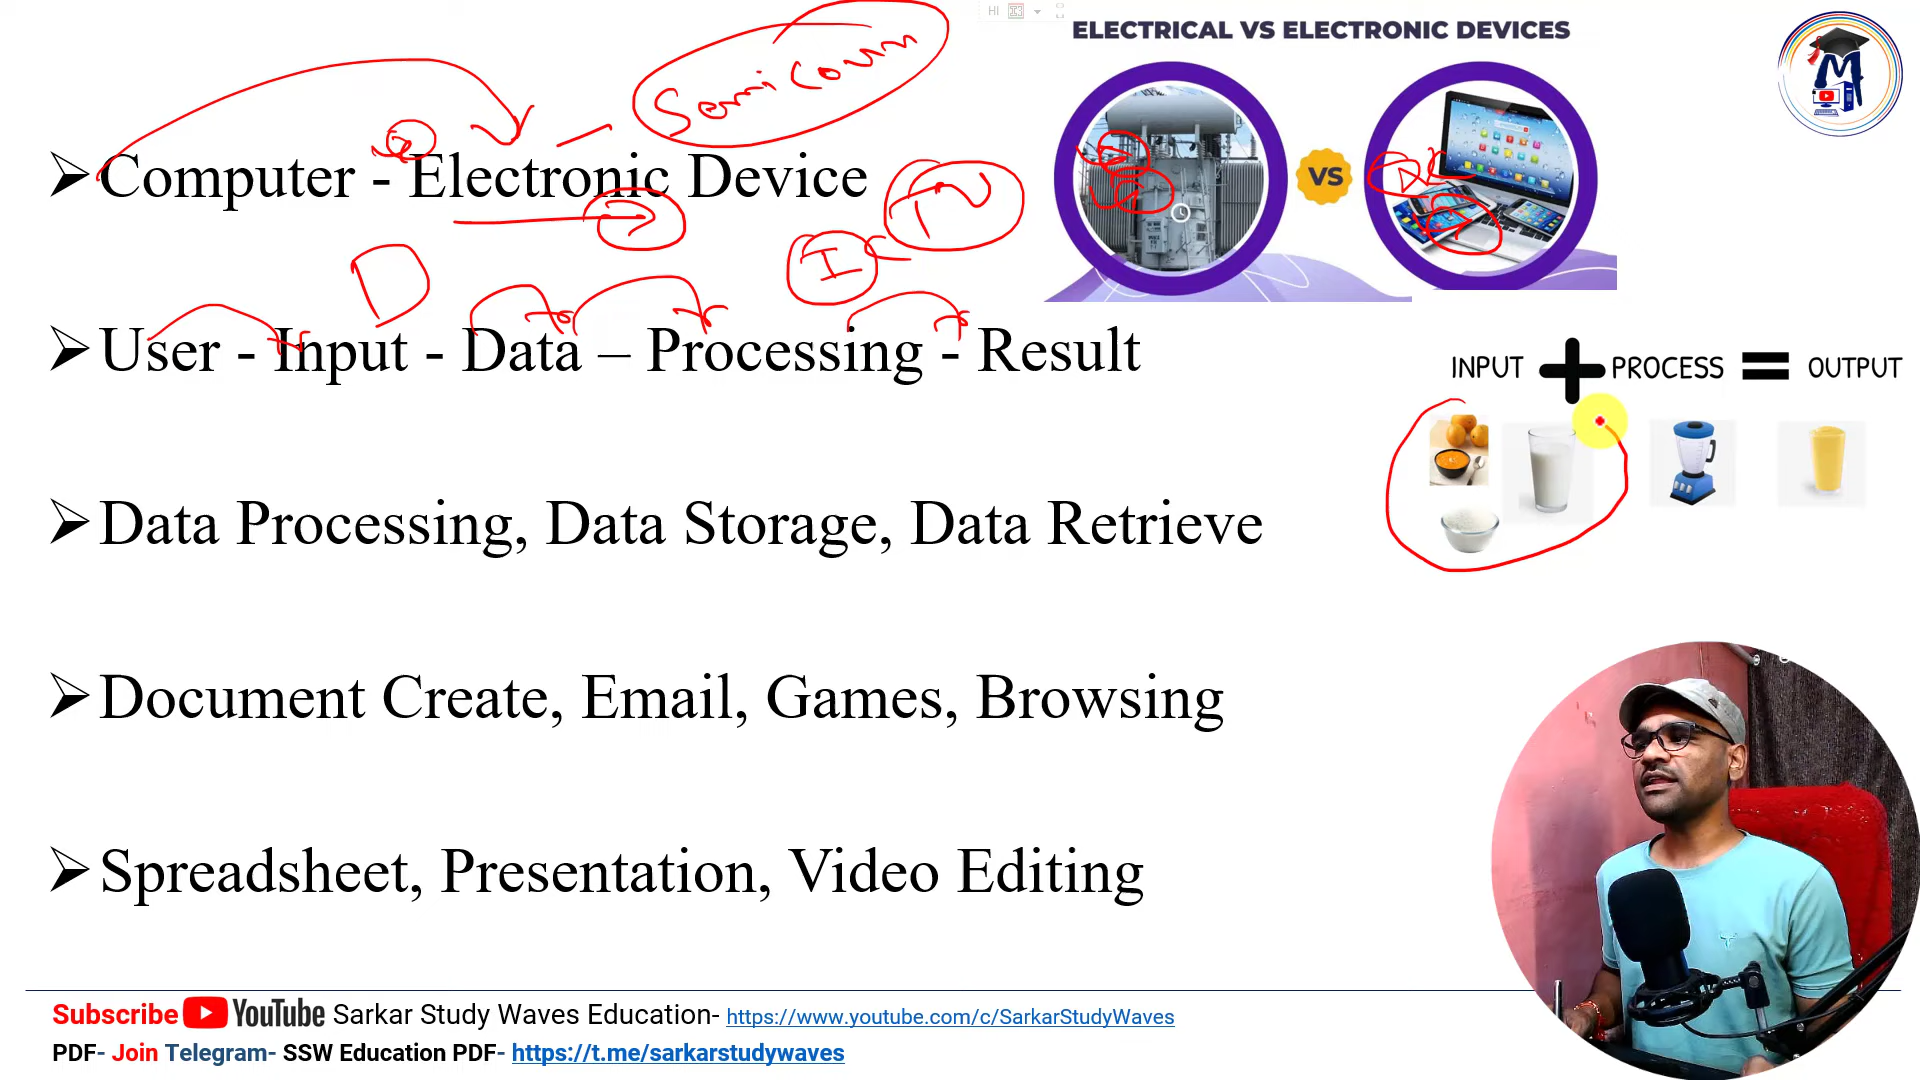 HI
ELECTRICAL VS ELECTRONIC DEVICES
VS
➢Computer - Electronic Device
D
I
TV
➢User - Input - Data – Processing - Result
INPUT + PROCESS = OUTPUT
➢Data Processing, Data Storage, Data Retrieve
➢Document Create, Email, Games, Browsing
➢Spreadsheet, Presentation, Video Editing
Subscribe YouTube Sarkar Study Waves Education- https://www.youtube.com/c/SarkarStudyWaves
PDF- Join Telegram- SSW Education PDF- https://t.me/sarkarstudywaves